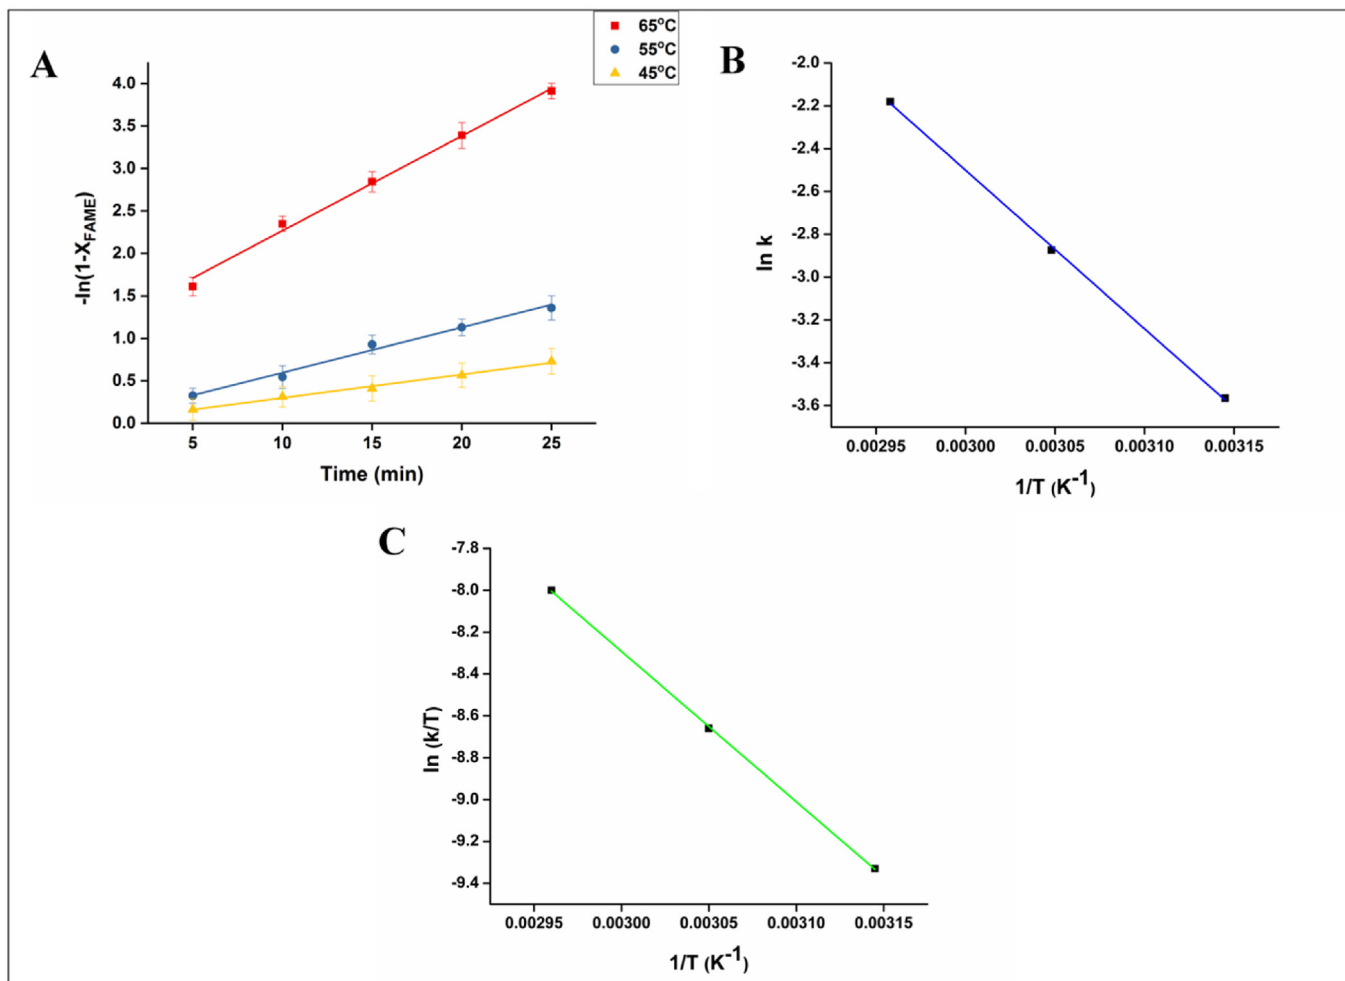 65°C
55°C
45°C
A
4.0
3.5
3.0
2.5
2.0
1.5
1.0
0.5
0.0
-ln(1-X_FAME)
5 10 15 20 25
Time (min)
B
-2.0
-2.2
-2.4
-2.6
-2.8
-3.0
-3.2
-3.4
-3.6
ln k
0.00295 0.00300 0.00305 0.00310 0.00315
1/T (K⁻¹)
C
-7.8
-8.0
-8.2
-8.4
-8.6
-8.8
-9.0
-9.2
-9.4
ln (k/T)
0.00295 0.00300 0.00305 0.00310 0.00315
1/T (K⁻¹)